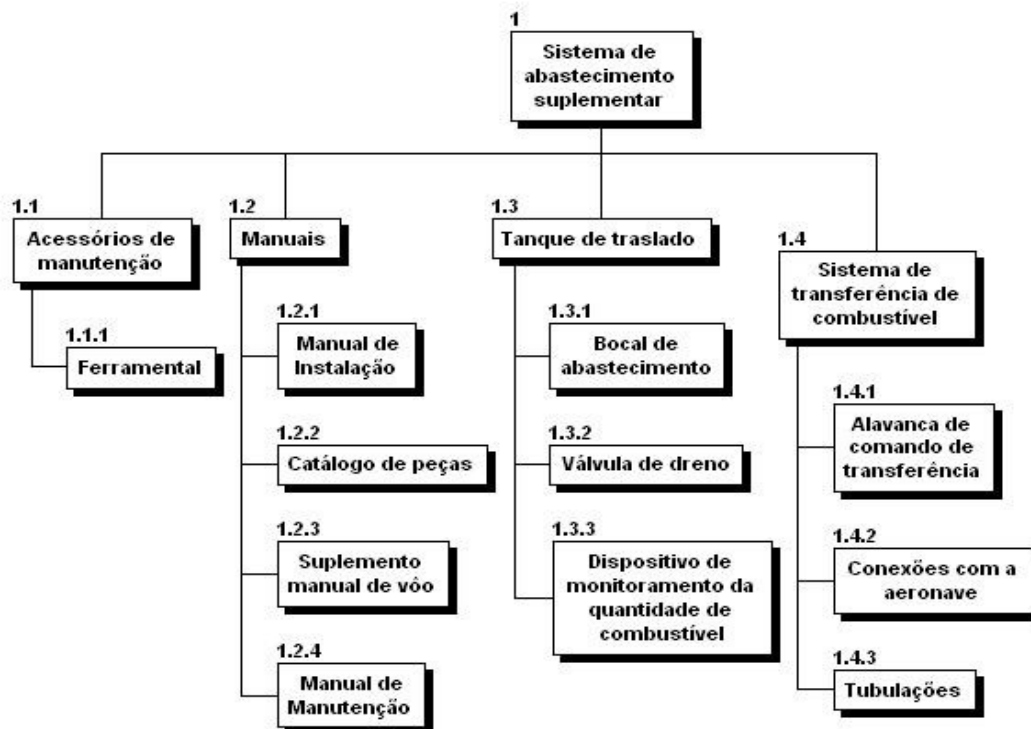 1
Sistema de
abastecimento
suplementar
1.1
Acessórios de
manutenção
1.1.1
Ferramental
1.2
Manuais
1.2.1
Manual de
Instalação
1.2.2
Catálogo de peças
1.2.3
Suplemento
manual de vôo
1.2.4
Manual de
Manutenção
1.3
Tanque de traslado
1.3.1
Bocal de
abastecimento
1.3.2
Válvula de dreno
1.3.3
Dispositivo de
monitoramento da
quantidade de
combustível
1.4
Sistema de
transferência de
combustível
1.4.1
Alavanca de
comando de
transferência
1.4.2
Conexões com a
aeronave
1.4.3
Tubulações